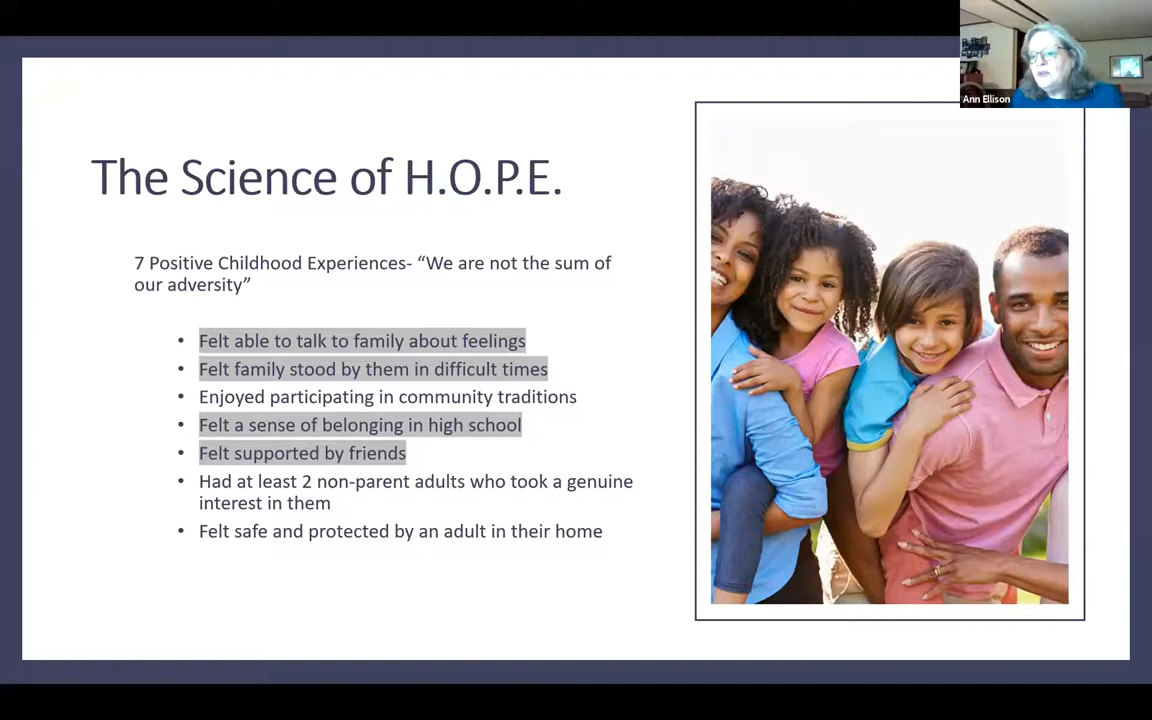 Ann Ellison
The Science of H.O.P.E.
7 Positive Childhood Experiences- “We are not the sum of
our adversity”
• Felt able to talk to family about feelings
• Felt family stood by them in difficult times
• Enjoyed participating in community traditions
• Felt a sense of belonging in high school
• Felt supported by friends
• Had at least 2 non-parent adults who took a genuine
interest in them
• Felt safe and protected by an adult in their home